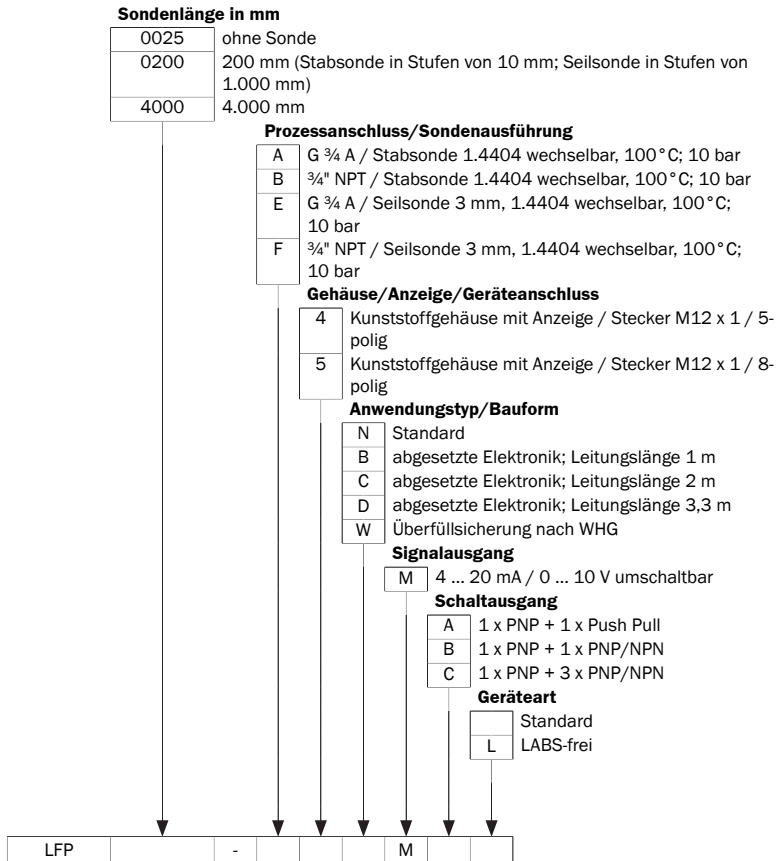 Sondenlänge in mm
0025 ohne Sonde
0200 200 mm (Stabsonde in Stufen von 10 mm; Seilsonde in Stufen von
1.000 mm)
4000 4.000 mm
Prozessanschluss/Sondenausführung
A G ¾ A / Stabsonde 1.4404 wechselbar, 100°C; 10 bar
B ¾" NPT / Stabsonde 1.4404 wechselbar, 100°C; 10 bar
E G ¾ A / Seilsonde 3 mm, 1.4404 wechselbar, 100°C;
10 bar
F ¾" NPT / Seilsonde 3 mm, 1.4404 wechselbar, 100°C;
10 bar
Gehäuse/Anzeige/Geräteanschluss
4 Kunststoffgehäuse mit Anzeige / Stecker M12 x 1 / 5-
polig
5 Kunststoffgehäuse mit Anzeige / Stecker M12 x 1 / 8-
polig
Anwendungstyp/Bauform
N Standard
B abgesetzte Elektronik; Leitungslänge 1 m
C abgesetzte Elektronik; Leitungslänge 2 m
D abgesetzte Elektronik; Leitungslänge 3,3 m
W Überfüllsicherung nach WHG
Signalausgang
M 4 ... 20 mA / 0 ... 10 V umschaltbar
Schaltausgang
A 1 x PNP + 1 x Push Pull
B 1 x PNP + 1 x PNP/NPN
C 1 x PNP + 3 x PNP/NPN
Geräteart
Standard
L LABS-frei
LFP - M